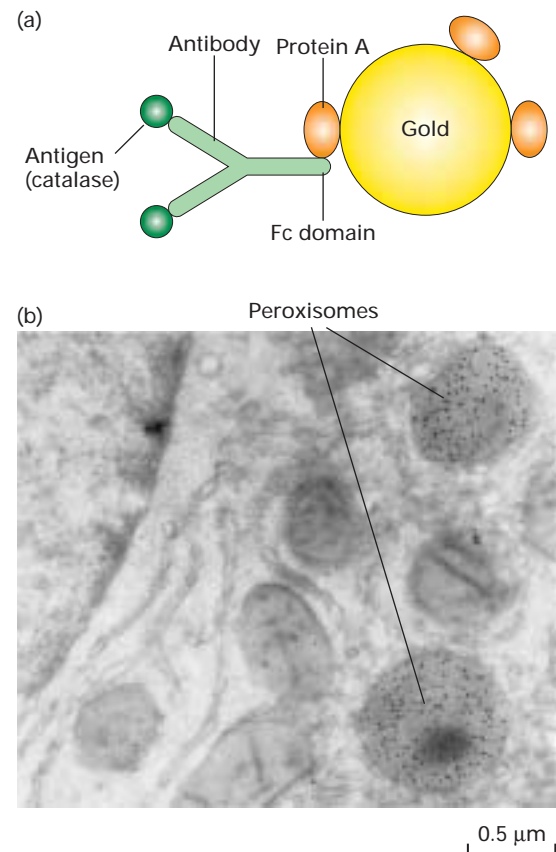 (a)
Antibody
Protein A
Gold
Antigen
(catalase)
Fc domain
(b)
Peroxisomes
0.5 μm